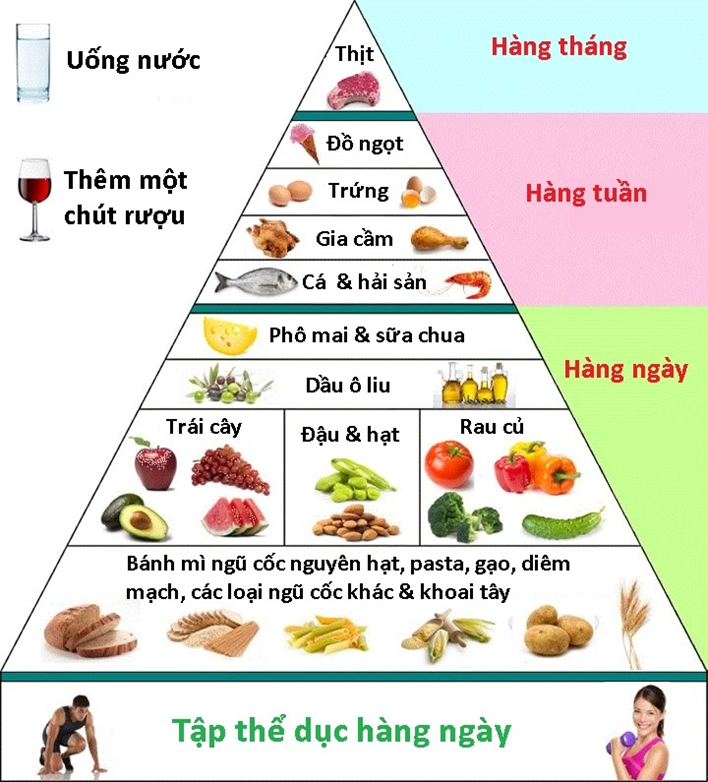 Uống nước
Thêm một
chút rượu
Thịt
Hàng tháng
Đồ ngọt
Trứng
Gia cầm
Cá & hải sản
Hàng tuần
Phô mai & sữa chua
Dầu ô liu
Hàng ngày
Trái cây
Đậu & hạt
Rau củ
Bánh mì ngũ cốc nguyên hạt, pasta, gạo, diêm
mạch, các loại ngũ cốc khác & khoai tây
Tập thể dục hàng ngày